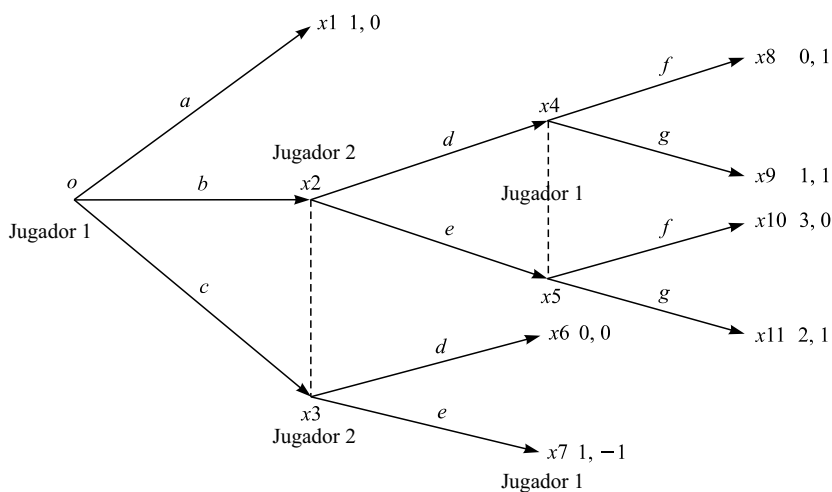 x1 1, 0
a
x8 0, 1
f
x4
g
d
Jugador 2
x9 1, 1
o
b
x2
Jugador 1
Jugador 1
e
f
x10 3, 0
c
g
x5
x11 2, 1
x6 0, 0
d
x3
e
Jugador 2
x7 1, −1
Jugador 1